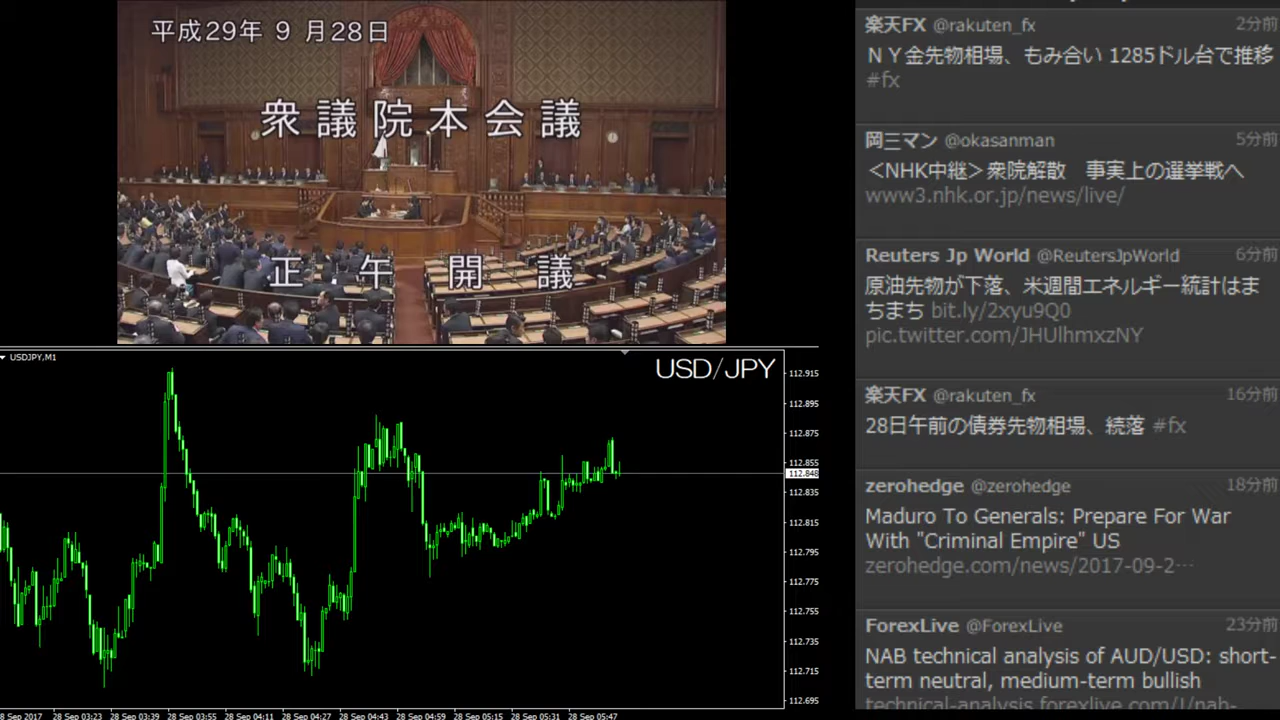 平成29年 9 月28日
衆議院本会議
正午開議
USDJPY,M1
USD/JPY
112.915
112.895
112.875
112.855
112.848
112.835
112.815
112.795
112.775
112.755
112.735
112.715
112.695
8 Sep 2017 28 Sep 03:23 28 Sep 03:39 28 Sep 03:55 28 Sep 04:11 28 Sep 04:27 28 Sep 04:43 28 Sep 04:59 28 Sep 05:15 28 Sep 05:31 28 Sep 05:47
楽天FX @rakuten_fx 2分前
ＮＹ金先物相場、もみ合い 1285ドル台で推移
#fx
岡三マン @okasanman 5分前
＜NHK中継＞衆院解散　事実上の選挙戦へ
www3.nhk.or.jp/news/live/
Reuters Jp World @ReutersJpWorld 6分前
原油先物が下落、米週間エネルギー統計はま
ちまち bit.ly/2xyu9Q0
pic.twitter.com/JHUlhmxzNY
楽天FX @rakuten_fx 16分前
28日午前の債券先物相場、続落 #fx
zerohedge @zerohedge 18分前
Maduro To Generals: Prepare For War
With "Criminal Empire" US
zerohedge.com/news/2017-09-2…
ForexLive @ForexLive 23分前
NAB technical analysis of AUD/USD: short-
term neutral, medium-term bullish
technical-analysis.forexlive.com/!/nab-